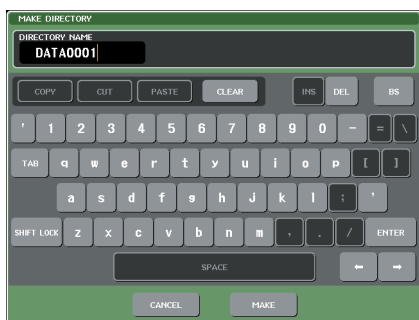 MAKE DIRECTORY
DIRECTORY NAME
DATA0001
COPY CUT PASTE CLEAR INS DEL BS
' 1 2 3 4 5 6 7 8 9 0 - = \
TAB q w e r t y u i o p [ ]
a s d f g h j k l ; '
SHIFT LOCK z x c v b n m , . / ENTER
SPACE ← →
CANCEL MAKE